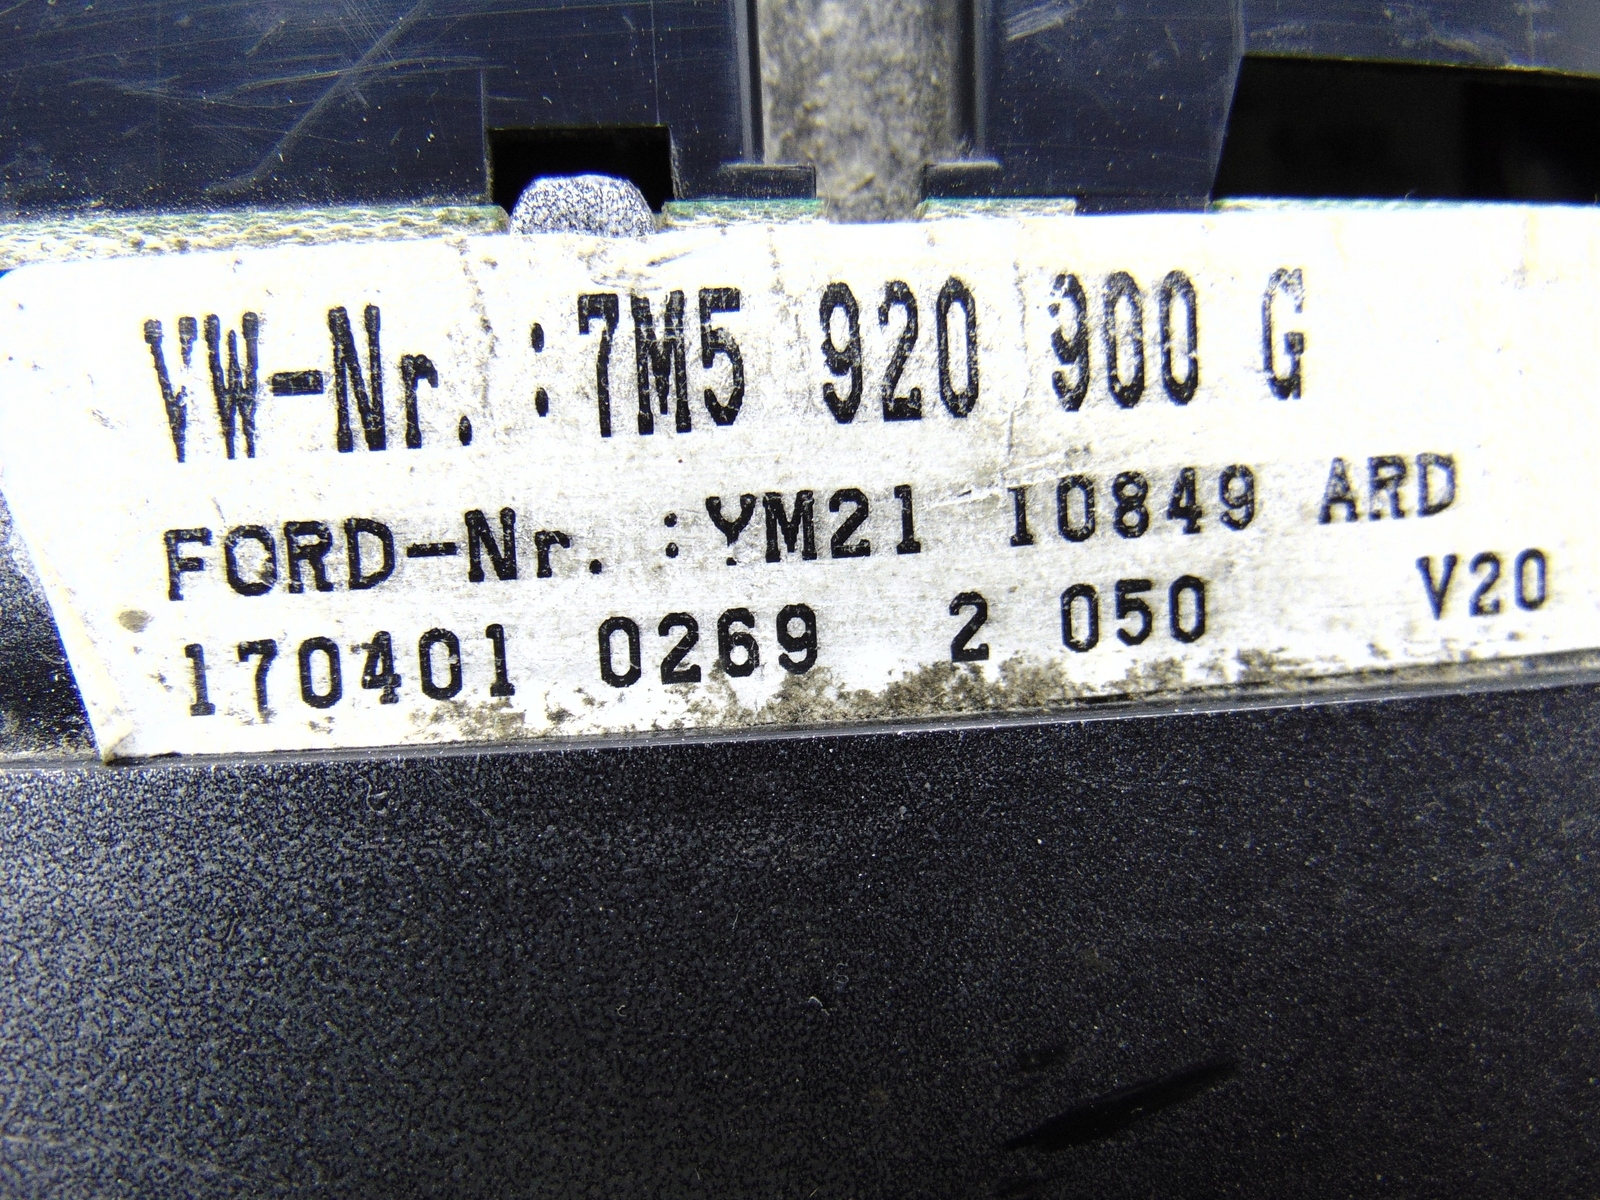 VW-Nr. :7M5 920 900 G
FORD-Nr. :YM21 10849 ARD
170401 0269 2 050 V20